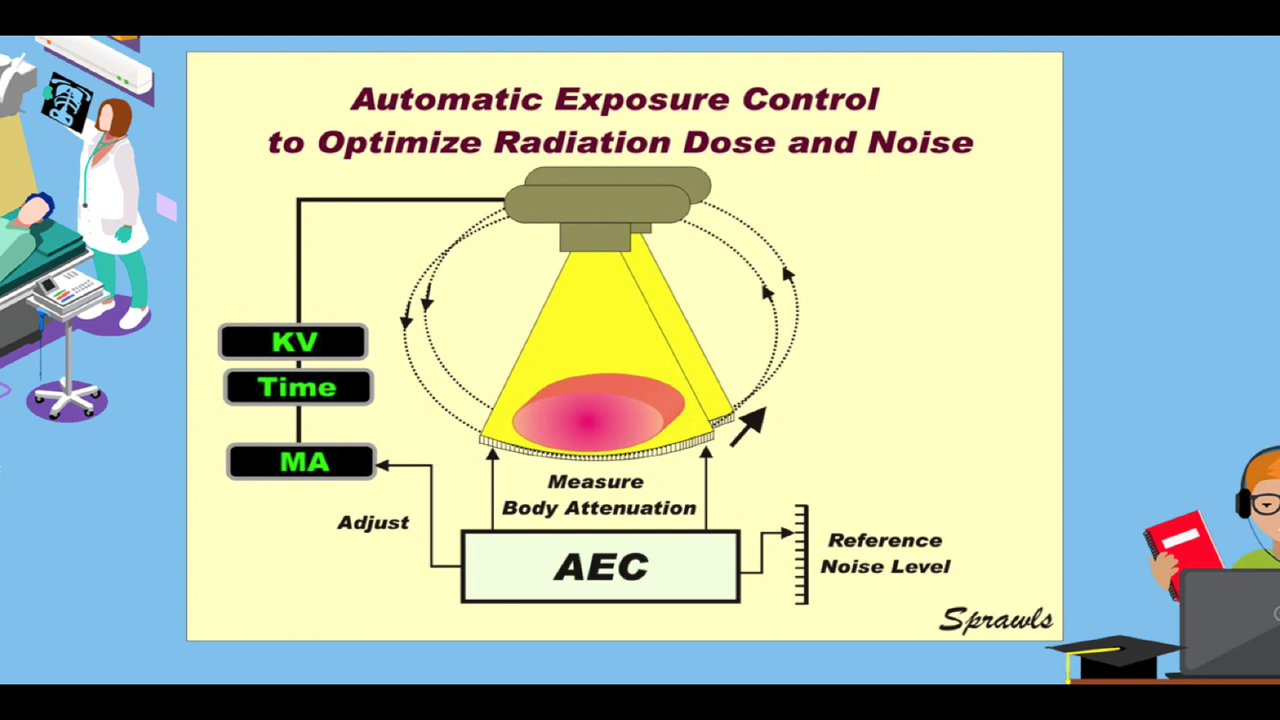 Automatic Exposure Control
to Optimize Radiation Dose and Noise
KV
Time
MA
Measure
Body Attenuation
Adjust
AEC
Reference
Noise Level
Sprawls